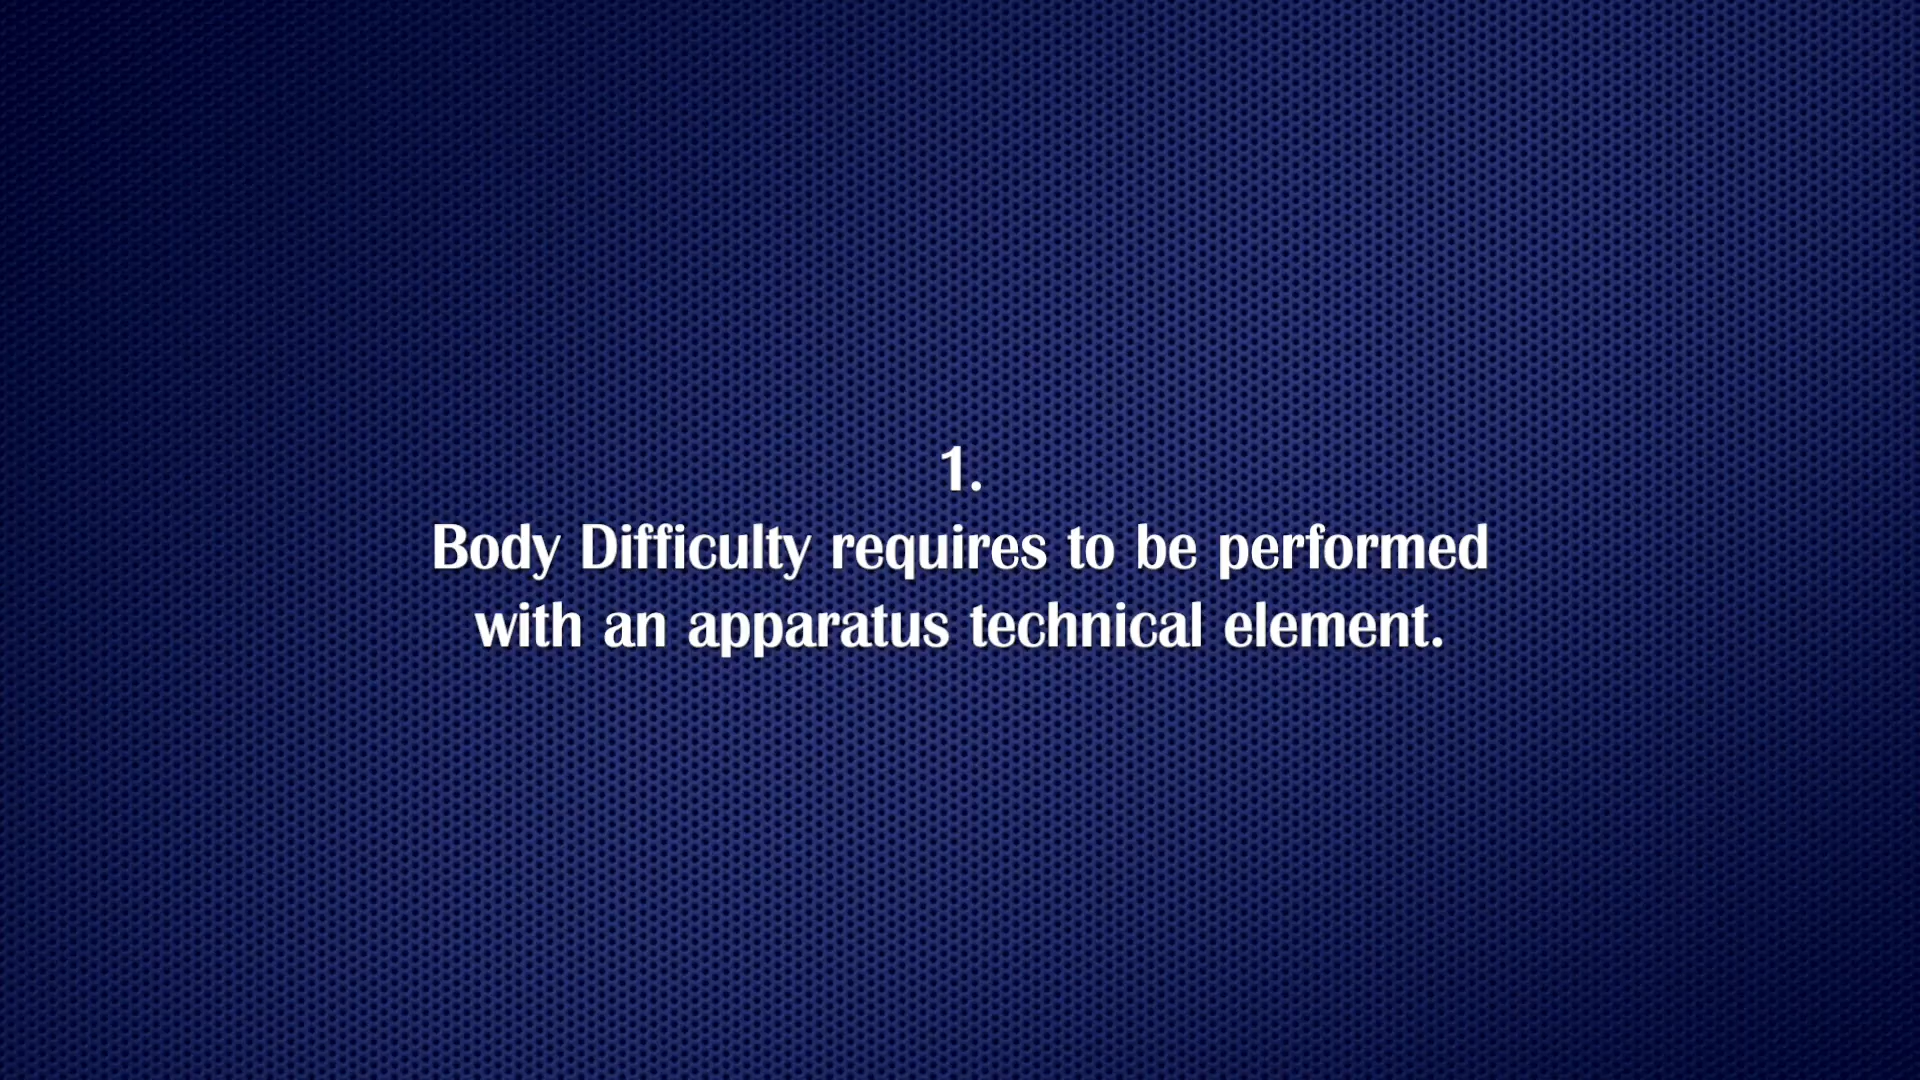 1.
Body Difficulty requires to be performed
with an apparatus technical element.